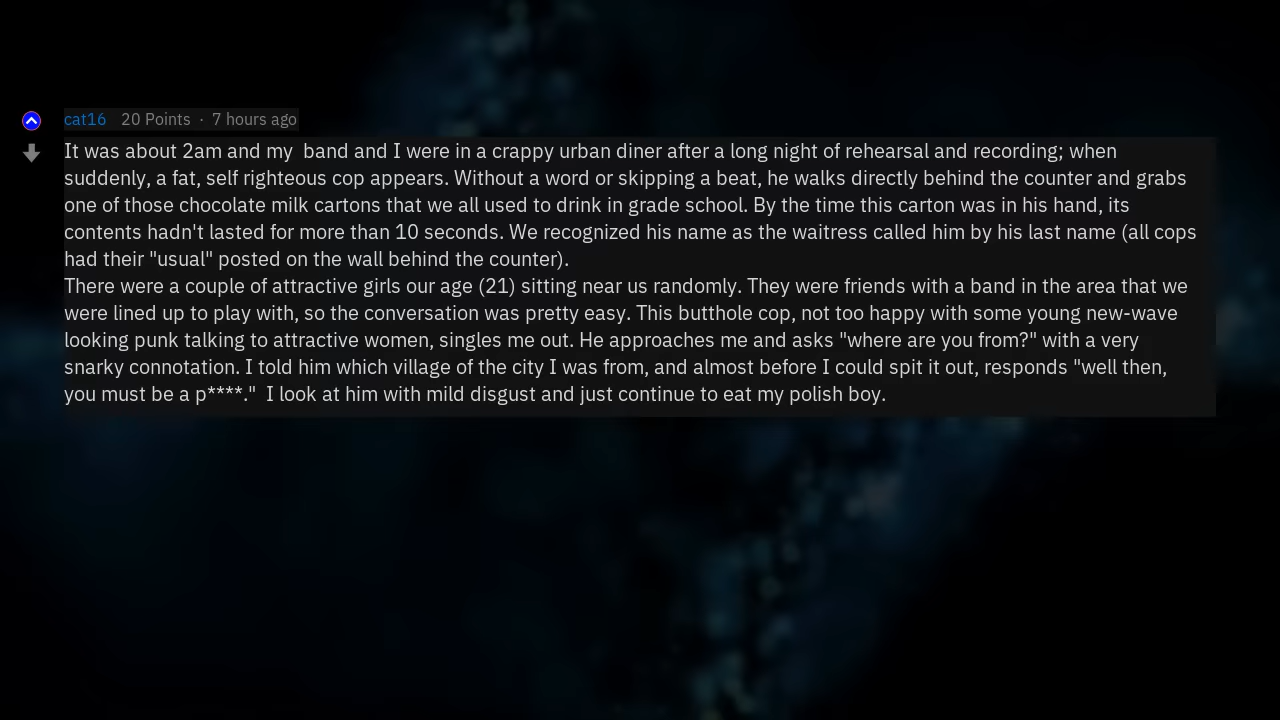 cat16 20 Points · 7 hours ago
It was about 2am and my  band and I were in a crappy urban diner after a long night of rehearsal and recording; when
suddenly, a fat, self righteous cop appears. Without a word or skipping a beat, he walks directly behind the counter and grabs
one of those chocolate milk cartons that we all used to drink in grade school. By the time this carton was in his hand, its
contents hadn't lasted for more than 10 seconds. We recognized his name as the waitress called him by his last name (all cops
had their "usual" posted on the wall behind the counter).
There were a couple of attractive girls our age (21) sitting near us randomly. They were friends with a band in the area that we
were lined up to play with, so the conversation was pretty easy. This butthole cop, not too happy with some young new-wave
looking punk talking to attractive women, singles me out. He approaches me and asks "where are you from?" with a very
snarky connotation. I told him which village of the city I was from, and almost before I could spit it out, responds "well then,
you must be a p****."  I look at him with mild disgust and just continue to eat my polish boy.